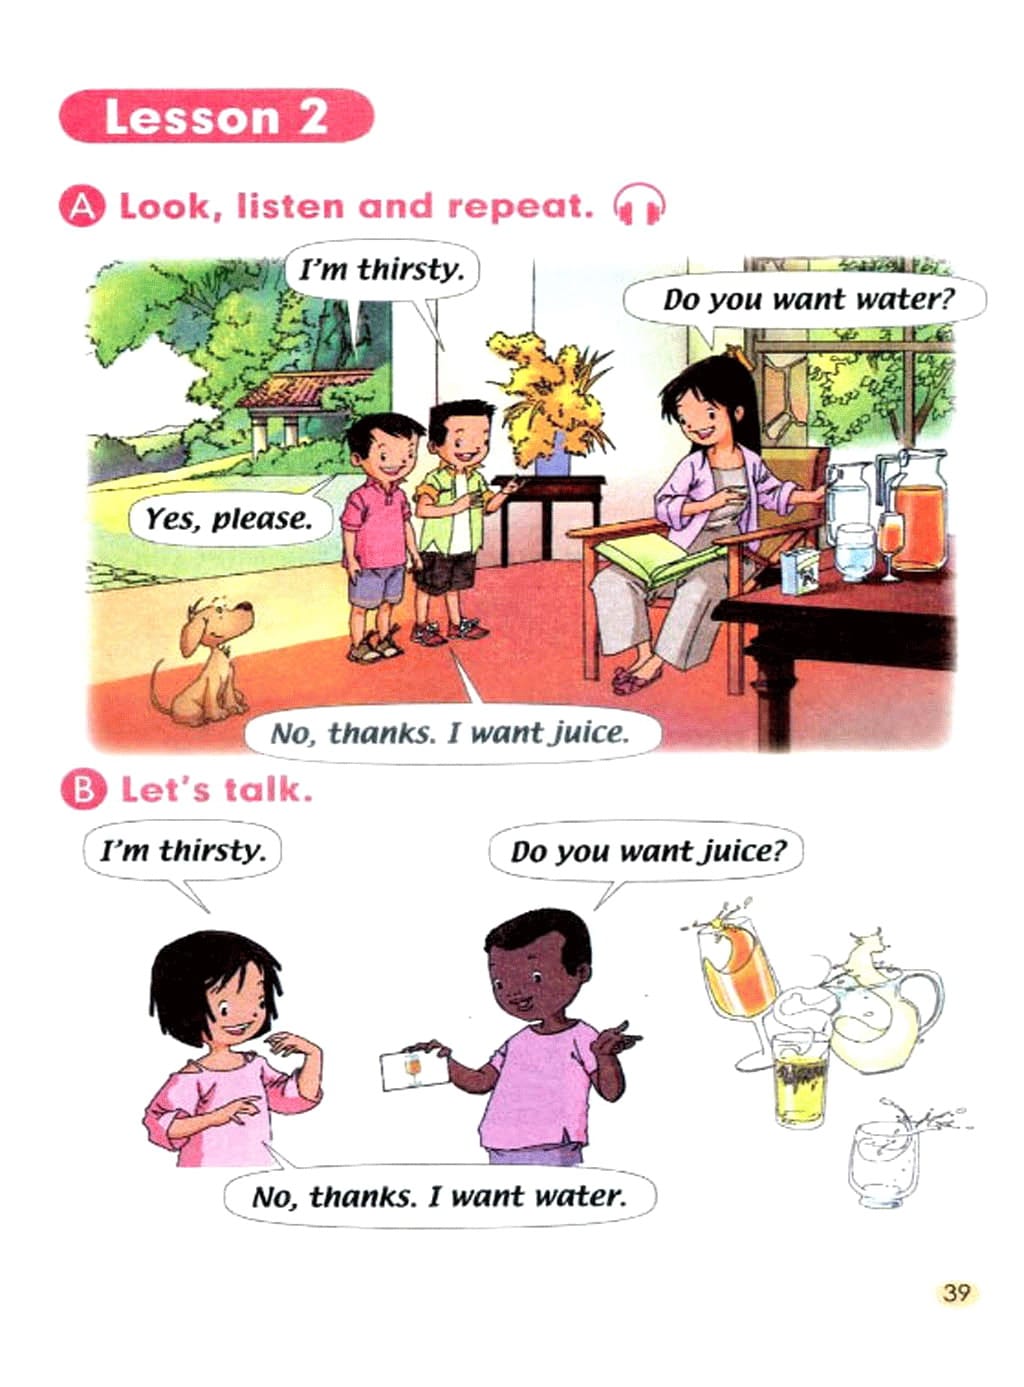 Lesson 2
A Look, listen and repeat.
I'm thirsty.
Do you want water?
Yes, please.
No, thanks. I want juice.
B Let's talk.
I'm thirsty.
Do you want juice?
No, thanks. I want water.
39